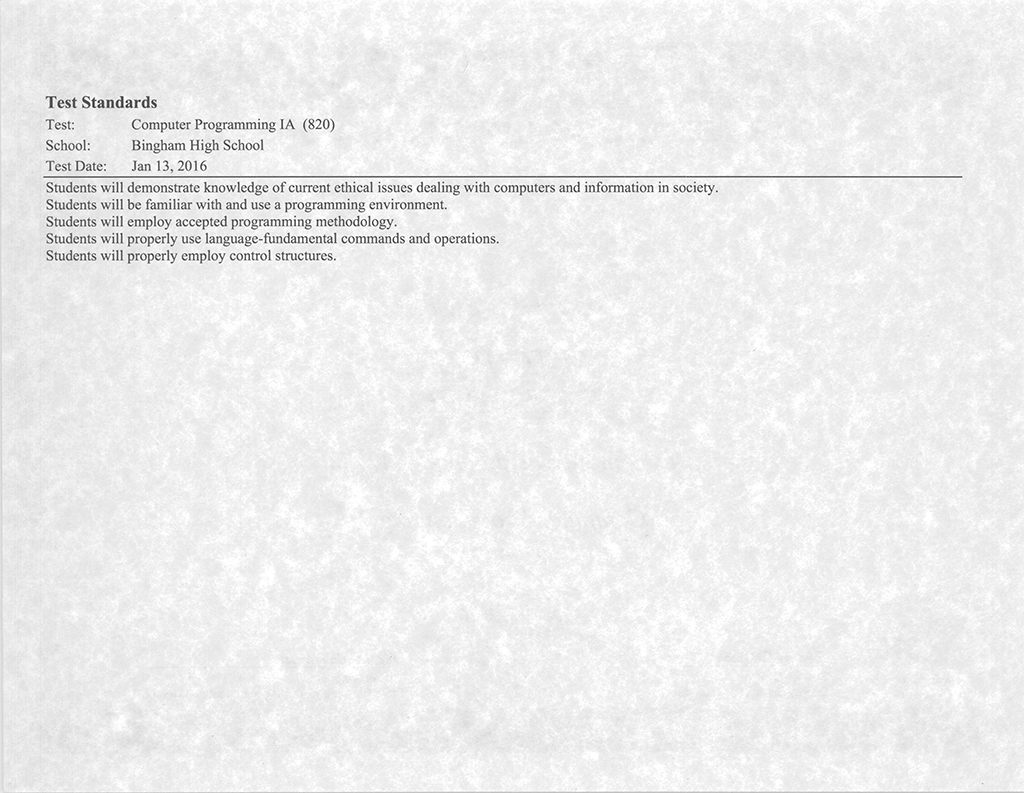 Test Standards
Test: Computer Programming IA (820)
School: Bingham High School
Test Date: Jan 13, 2016
Students will demonstrate knowledge of current ethical issues dealing with computers and information in society.
Students will be familiar with and use a programming environment.
Students will employ accepted programming methodology.
Students will properly use language-fundamental commands and operations.
Students will properly employ control structures.